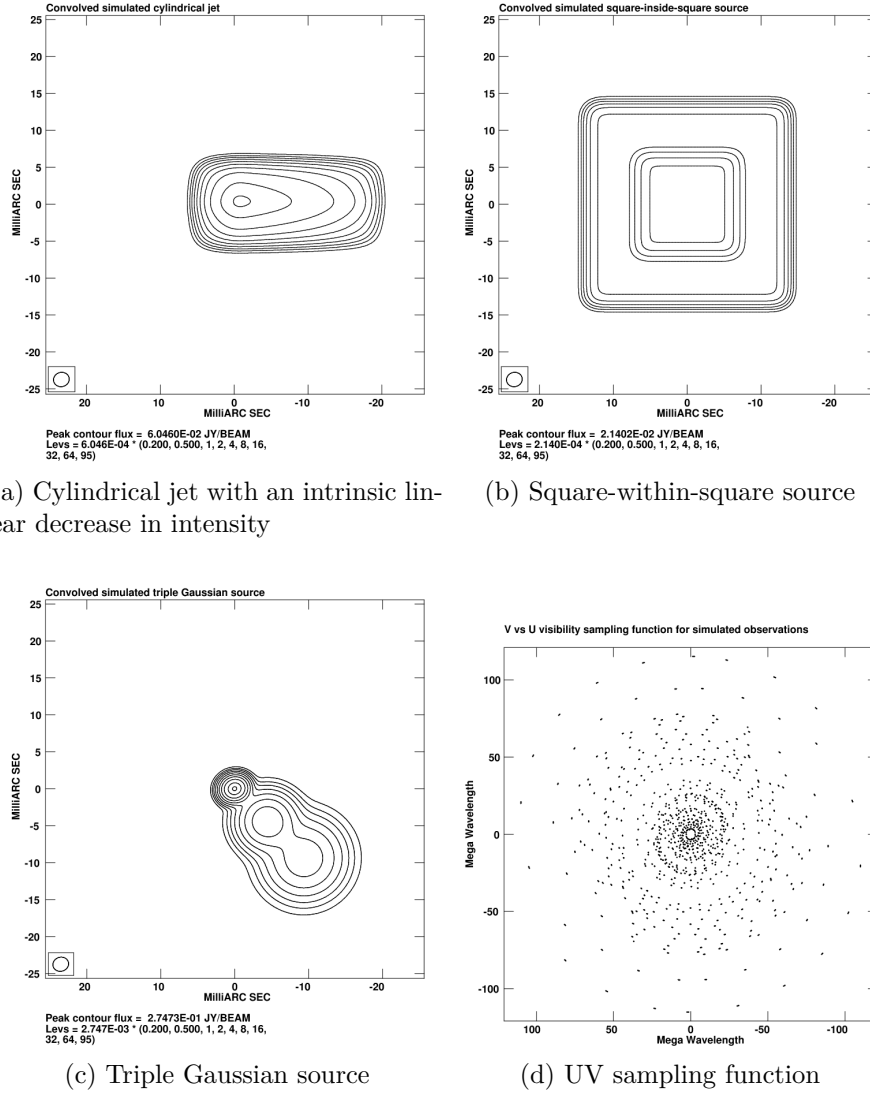 Convolved simulated cylindrical jet
25
20
15
10
5
0
-5
-10
-15
-20
-25
MilliARC SEC
20 10 0 -10 -20
MilliARC SEC
Peak contour flux = 6.0460E-02 JY/BEAM
Levs = 6.046E-04 * (0.200, 0.500, 1, 2, 4, 8, 16,
32, 64, 95)
a) Cylindrical jet with an intrinsic lin-
ear decrease in intensity
Convolved simulated square-inside-square source
25
20
15
10
5
0
-5
-10
-15
-20
-25
MilliARC SEC
20 10 0 -10 -20
MilliARC SEC
Peak contour flux = 2.1402E-02 JY/BEAM
Levs = 2.140E-04 * (0.200, 0.500, 1, 2, 4, 8, 16,
32, 64, 95)
(b) Square-within-square source
Convolved simulated triple Gaussian source
25
20
15
10
5
0
-5
-10
-15
-20
-25
MilliARC SEC
20 10 0 -10 -20
MilliARC SEC
Peak contour flux = 2.7473E-01 JY/BEAM
Levs = 2.747E-03 * (0.200, 0.500, 1, 2, 4, 8, 16,
32, 64, 95)
(c) Triple Gaussian source
V vs U visibility sampling function for simulated observations
100
50
0
-50
-100
Mega Wavelength
100 50 0 -50 -100
Mega Wavelength
(d) UV sampling function